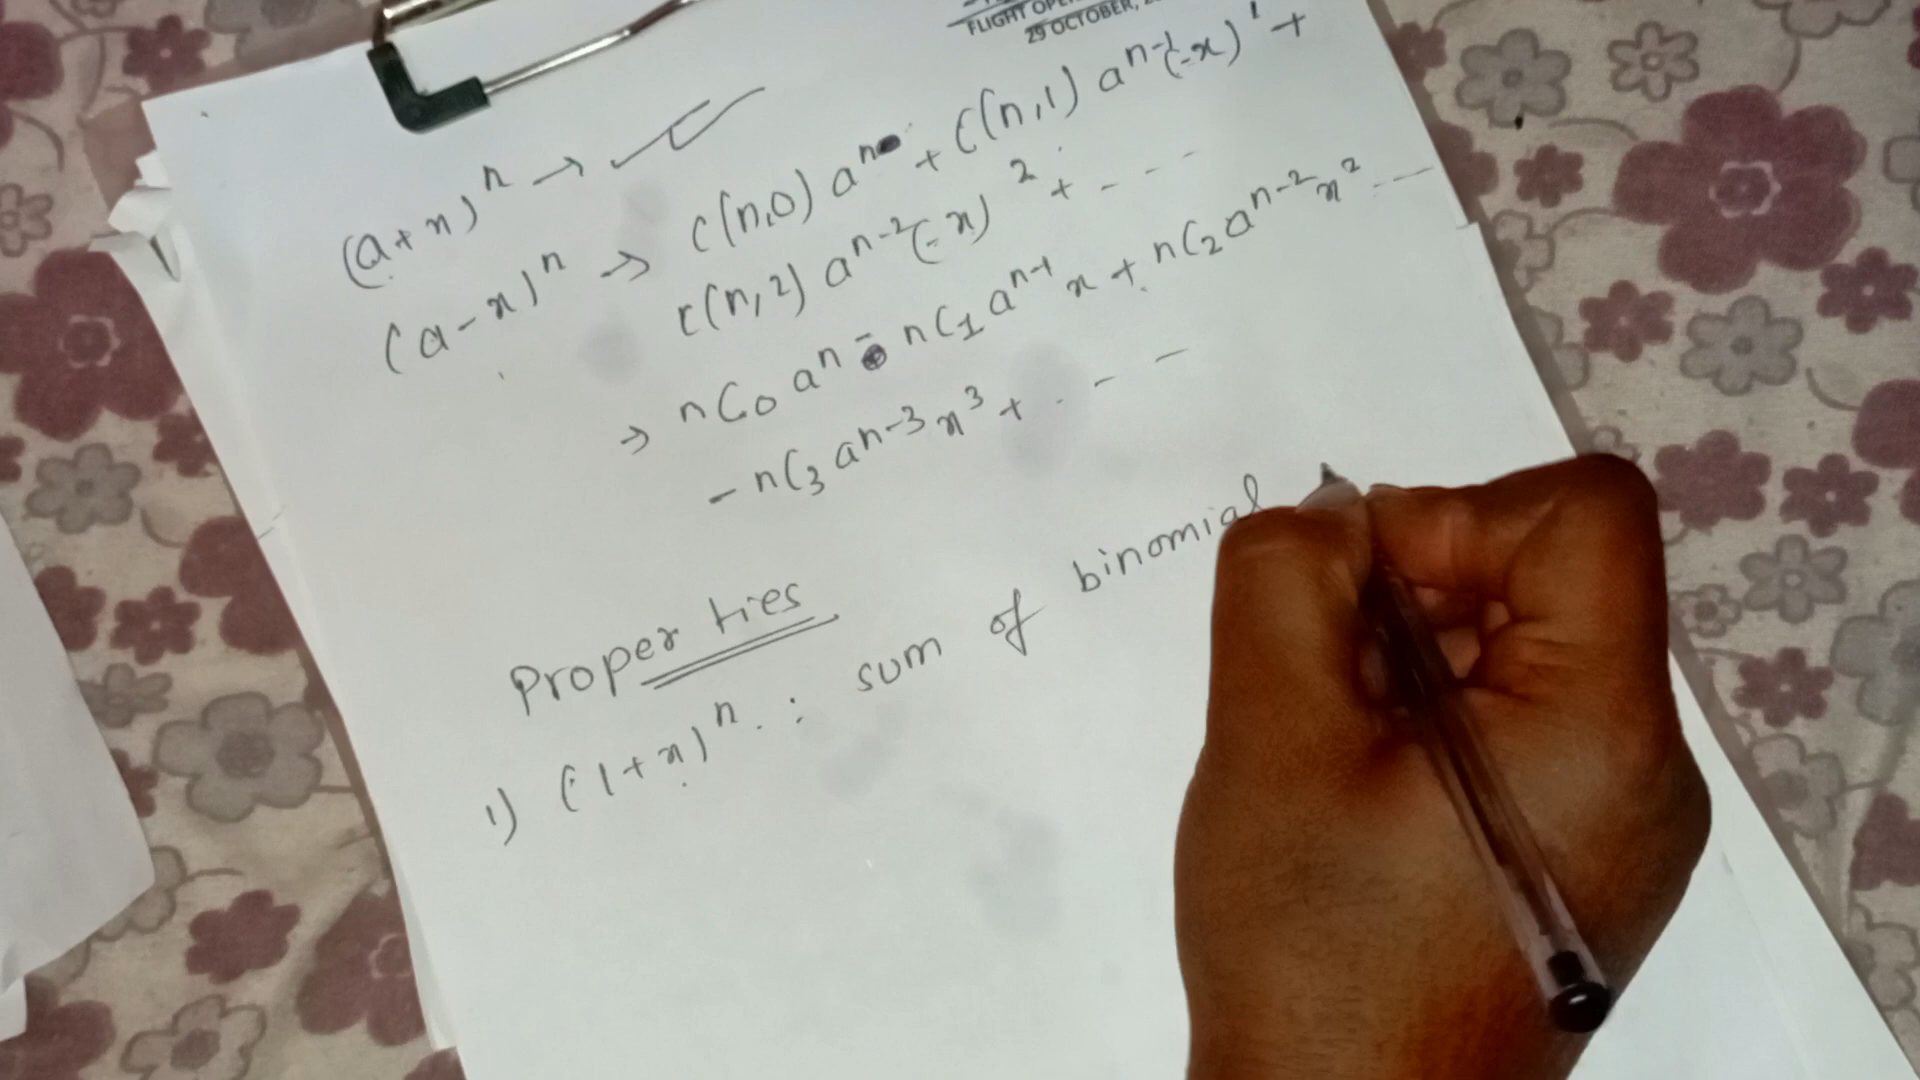 FLIGHT OPE
29 OCTOBER, 2
(a+x)^n →
(a-x)^n → C(n,0) a^n + C(n,1) a^n-1 (-x)^1 +
C(n,2) a^n-2 (-x)^2 + - - -
→ nC0 a^n - nC1 a^n-1 x + nC2 a^n-2 x^2 - - -
- nC3 a^n-3 x^3 + - - -
Properties
1) (1+x)^n : sum of binomial